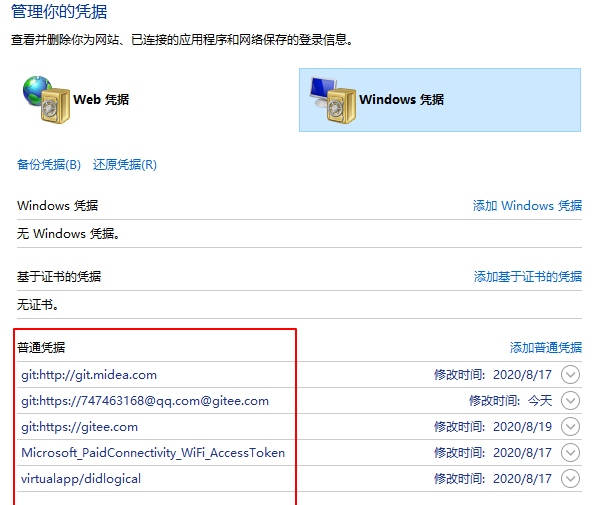 管理你的凭据
查看并删除你为网站、已连接的应用程序和网络保存的登录信息。
Web 凭据
Windows 凭据
备份凭据(B) 还原凭据(R)
Windows 凭据 添加 Windows 凭据
无 Windows 凭据。
基于证书的凭据 添加基于证书的凭据
无证书。
普通凭据 添加普通凭据
git:http://git.midea.com 修改时间: 2020/8/17
git:https://747463168@qq.com@gitee.com 修改时间: 今天
git:https://gitee.com 修改时间: 2020/8/19
Microsoft_PaidConnectivity_WiFi_AccessToken 修改时间: 2020/8/17
virtualapp/didlogical 修改时间: 2020/8/17